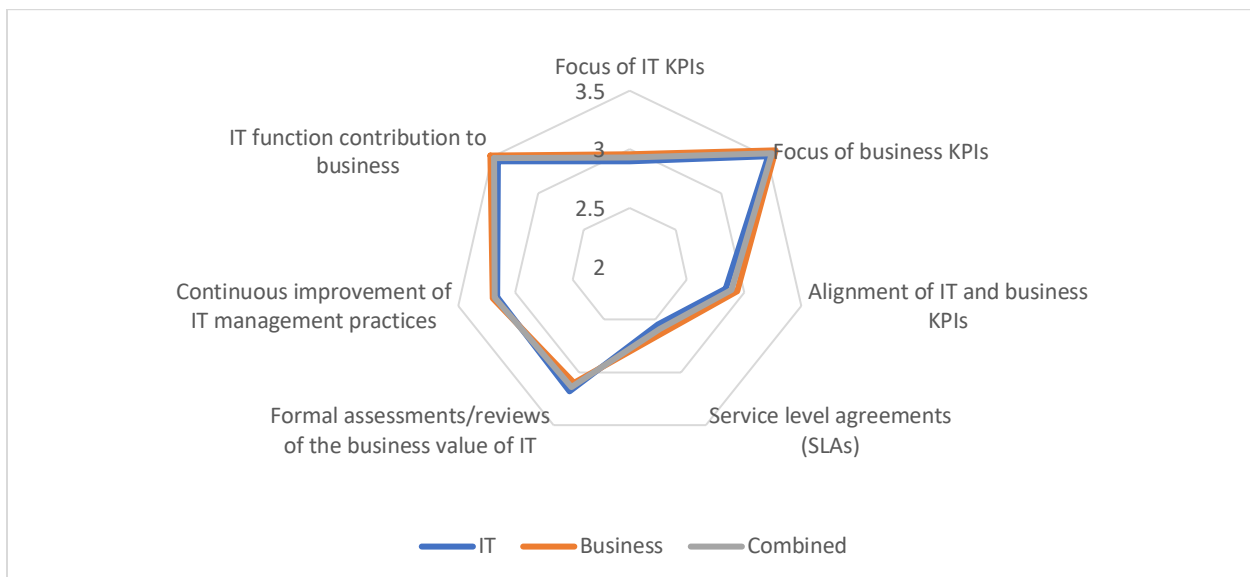 Focus of IT KPIs
3.5
IT function contribution to
business
3
Focus of business KPIs
2.5
2
Continuous improvement of
IT management practices
Alignment of IT and business
KPIs
Formal assessments/reviews
of the business value of IT
Service level agreements
(SLAs)
IT
Business
Combined